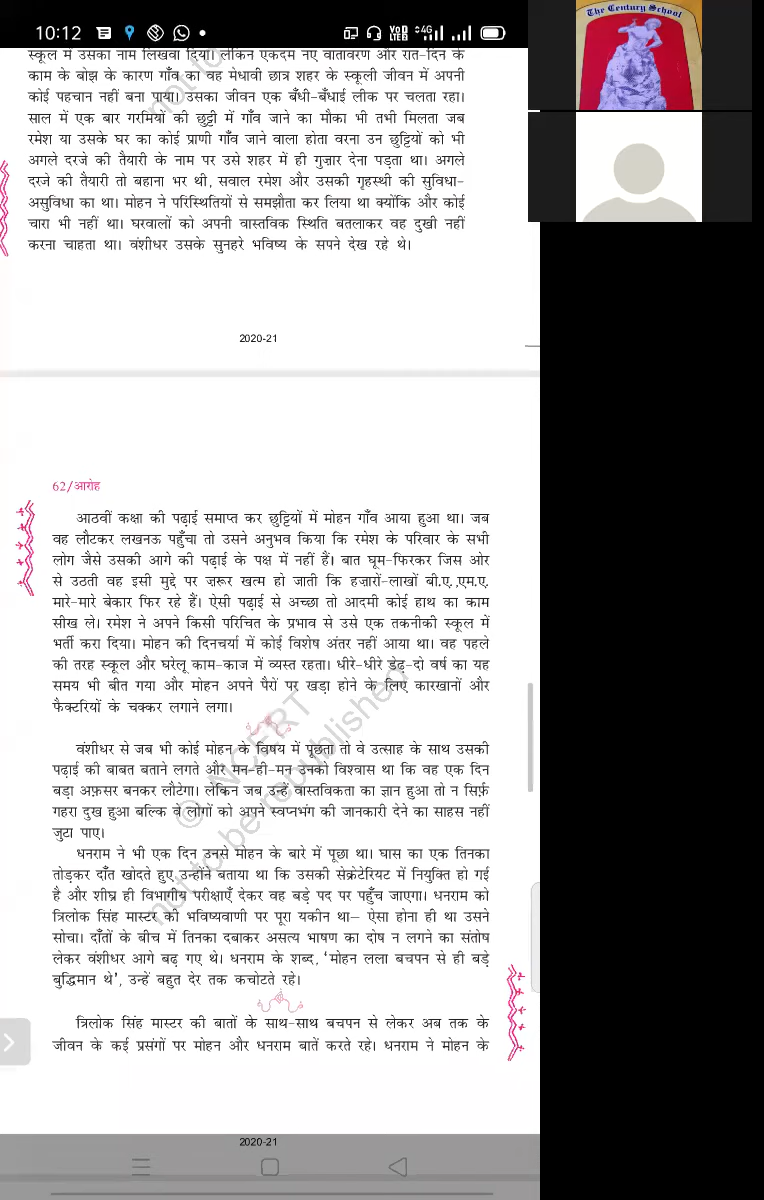 10:12
VoD
LTEB
4G
The Century School
स्कूल में उसका नाम लिखवा दिया। लेकिन एकदम नए वातावरण और रात-दिन के
काम के बोझ के कारण गाँव का वह मेधावी छात्र शहर के स्कूली जीवन में अपनी
कोई पहचान नहीं बना पाया। उसका जीवन एक बँधी-बँधाई लीक पर चलता रहा।
साल में एक बार गरमियों की छुट्टी में गाँव जाने का मौका भी तभी मिलता जब
रमेश या उसके घर का कोई प्राणी गाँव जाने वाला होता वरना उन छुट्टियों को भी
अगले दरजे की तैयारी के नाम पर उसे शहर में ही गुज़ार देना पड़ता था। अगले
दरजे की तैयारी तो बहाना भर थी, सवाल रमेश और उसकी गृहस्थी की सुविधा-
असुविधा का था। मोहन ने परिस्थितियों से समझौता कर लिया था क्योंकि और कोई
चारा भी नहीं था। घरवालों को अपनी वास्तविक स्थिति बतलाकर वह दुखी नहीं
करना चाहता था। वंशीधर उसके सुनहरे भविष्य के सपने देख रहे थे।
2020-21
62/आरोह
आठवीं कक्षा की पढ़ाई समाप्त कर छुट्टियों में मोहन गाँव आया हुआ था। जब
वह लौटकर लखनऊ पहुँचा तो उसने अनुभव किया कि रमेश के परिवार के सभी
लोग जैसे उसकी आगे की पढ़ाई के पक्ष में नहीं हैं। बात घूम-फिरकर जिस ओर
से उठती वह इसी मुद्दे पर ज़रूर खत्म हो जाती कि हज़ारों-लाखों बी.ए.,एम.ए.
मारे-मारे बेकार फिर रहे हैं। ऐसी पढ़ाई से अच्छा तो आदमी कोई हाथ का काम
सीख ले। रमेश ने अपने किसी परिचित के प्रभाव से उसे एक तकनीकी स्कूल में
भर्ती करा दिया। मोहन की दिनचर्या में कोई विशेष अंतर नहीं आया था। वह पहले
की तरह स्कूल और घरेलू काम-काज में व्यस्त रहता। धीरे-धीरे डेढ़-दो वर्ष का यह
समय भी बीत गया और मोहन अपने पैरों पर खड़ा होने के लिए कारखानों और
फ़ैक्टरियों के चक्कर लगाने लगा।
वंशीधर से जब भी कोई मोहन के विषय में पूछता तो वे उत्साह के साथ उसकी
पढ़ाई की बाबत बताने लगते और मन-ही-मन उनको विश्वास था कि वह एक दिन
बड़ा अफ़सर बनकर लौटेगा। लेकिन जब उन्हें वास्तविकता का ज्ञान हुआ तो न सिर्फ़
गहरा दुख हुआ बल्कि वे लोगों को अपने स्वप्नभंग की जानकारी देने का साहस नहीं
जुटा पाए।
धनराम ने भी एक दिन उनसे मोहन के बारे में पूछा था। घास का एक तिनका
तोड़कर दाँत खोदते हुए उन्होंने बताया था कि उसकी सेक्रेटेरियट में नियुक्ति हो गई
है और शीघ्र ही विभागीय परीक्षाएँ देकर वह बड़े पद पर पहुँच जाएगा। धनराम को
त्रिलोक सिंह मास्टर की भविष्यवाणी पर पूरा यकीन था– ऐसा होना ही था उसने
सोचा। दाँतों के बीच में तिनका दबाकर असत्य भाषण का दोष न लगने का संतोष
लेकर वंशीधर आगे बढ़ गए थे। धनराम के शब्द, 'मोहन लला बचपन से ही बड़े
बुद्धिमान थे', उन्हें बहुत देर तक कचोटते रहे।
त्रिलोक सिंह मास्टर की बातों के साथ-साथ बचपन से लेकर अब तक के
जीवन के कई प्रसंगों पर मोहन और धनराम बातें करते रहे। धनराम ने मोहन के
© NCERT
not to be republished
2020-21